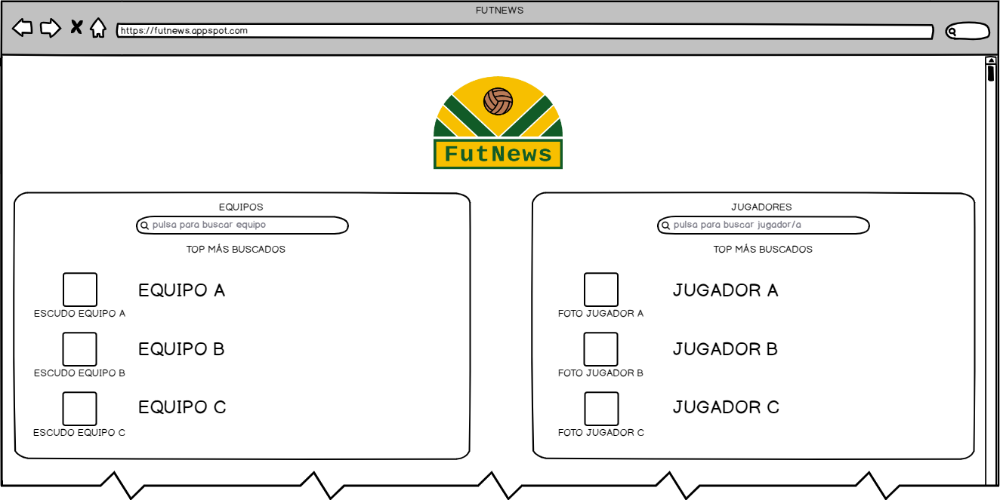 FUTNEWS
https://futnews.appspot.com
FutNews
EQUIPOS
pulsa para buscar equipo
TOP MÁS BUSCADOS
EQUIPO A
ESCUDO EQUIPO A
EQUIPO B
ESCUDO EQUIPO B
EQUIPO C
ESCUDO EQUIPO C
JUGADORES
pulsa para buscar jugador/a
TOP MÁS BUSCADOS
JUGADOR A
FOTO JUGADOR A
JUGADOR B
FOTO JUGADOR B
JUGADOR C
FOTO JUGADOR C